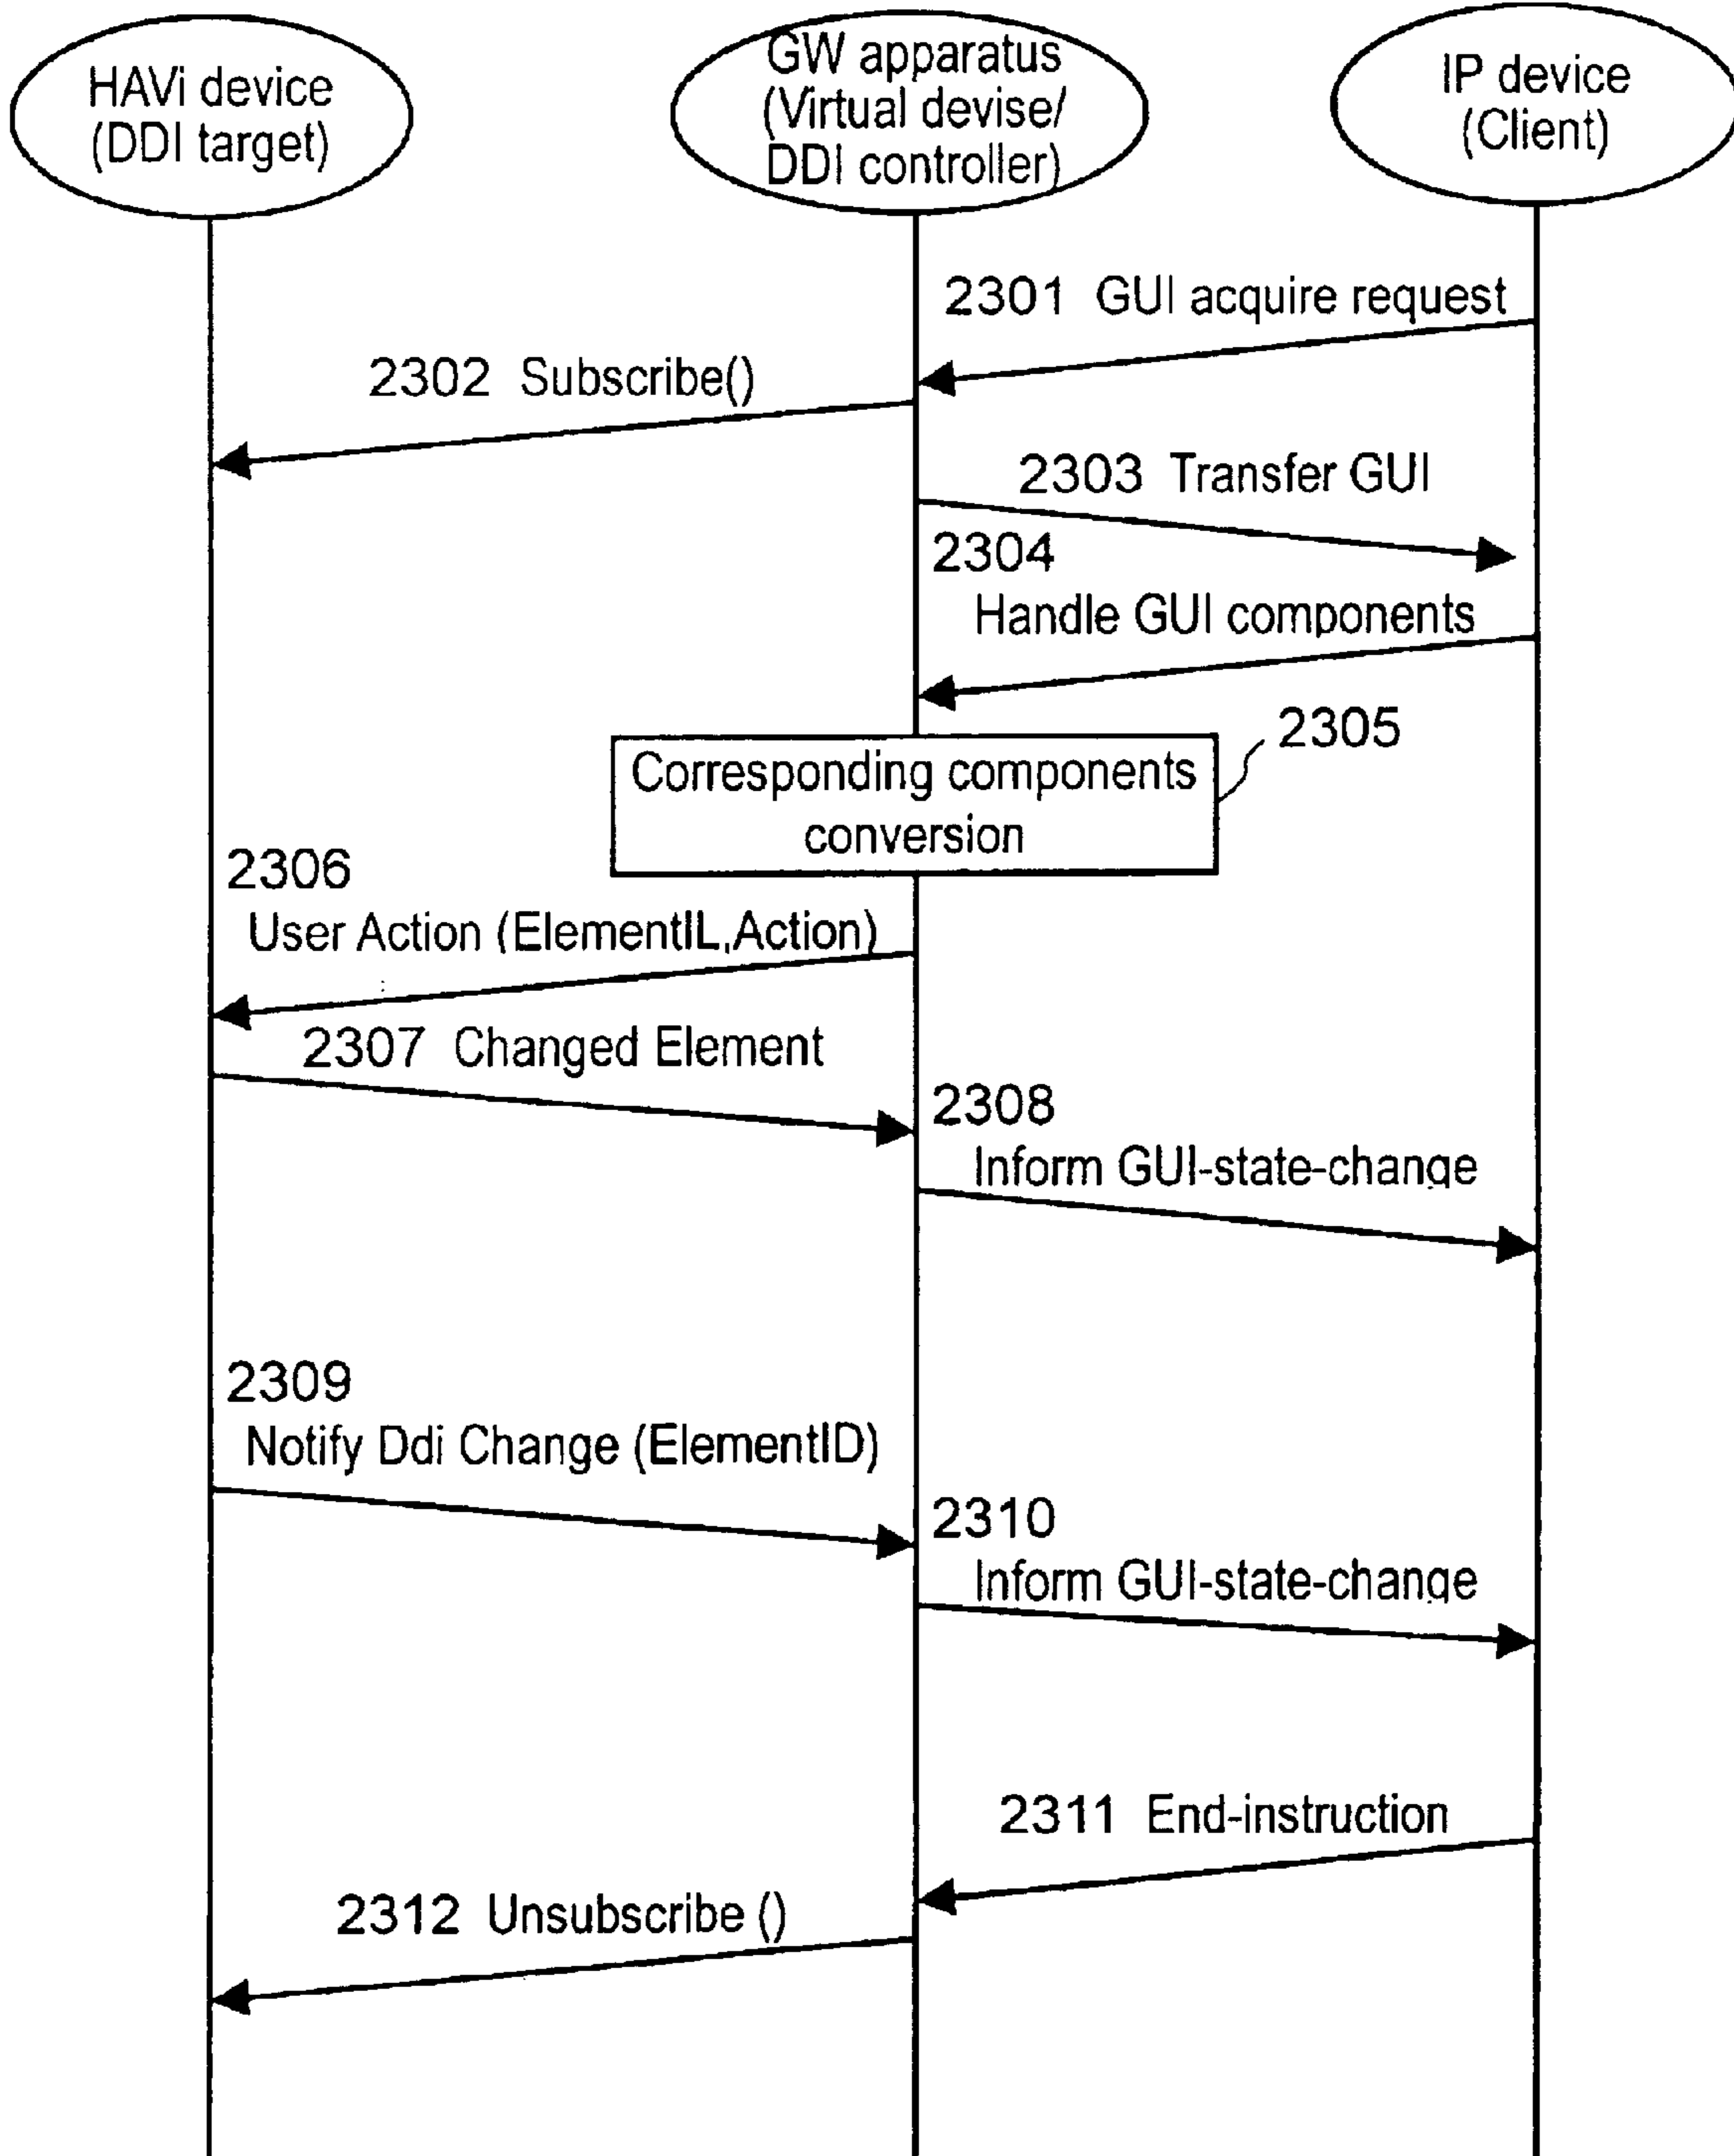 HAVi device
(DDI target)
GW apparatus
(Virtual devise/
DDI controller)
IP device
(Client)
2301 GUI acquire request
2302 Subscribe()
2303 Transfer GUI
2304
Handle GUI components
2305
Corresponding components
conversion
2306
User Action (ElementIL,Action)
2307 Changed Element
2308
Inform GUI-state-change
2309
Notify Ddi Change (ElementID)
2310
Inform GUI-state-change
2311 End-instruction
2312 Unsubscribe ()